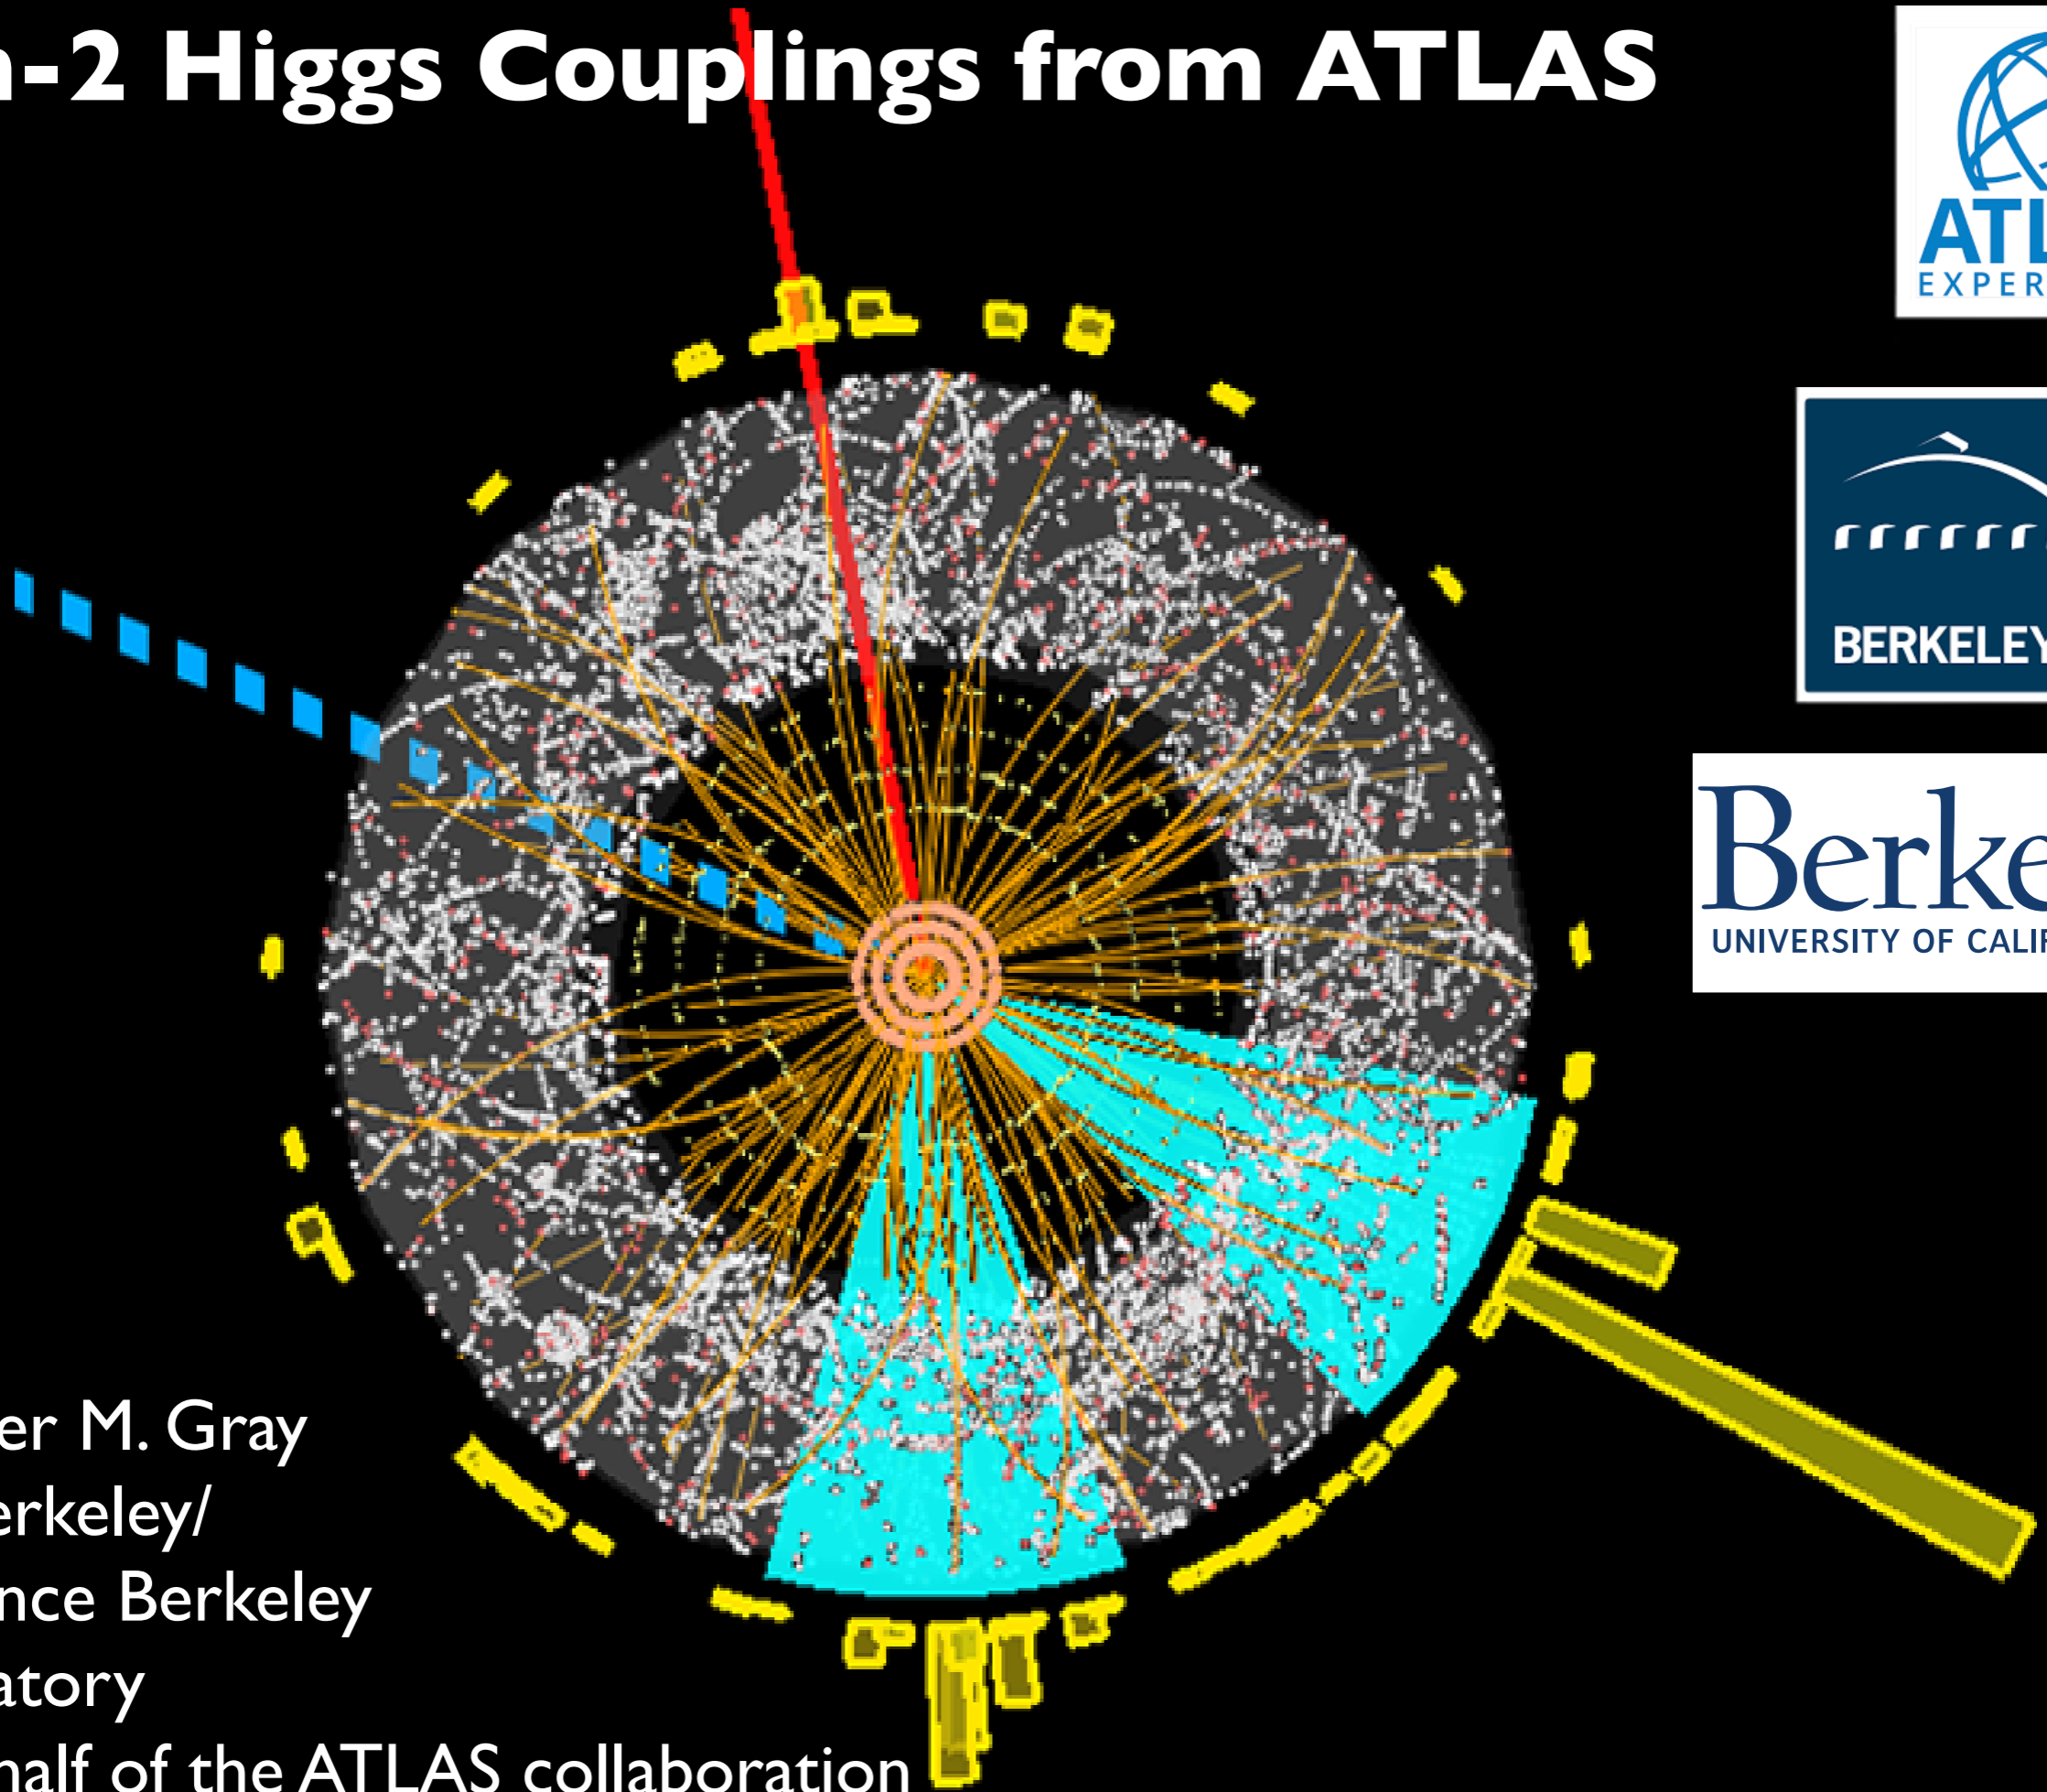 n-2 Higgs Couplings from ATLAS
ATL
EXPER
BERKELEY
Berke
UNIVERSITY OF CALIF
er M. Gray
erkeley/
nce Berkeley
atory
half of the ATLAS collaboration